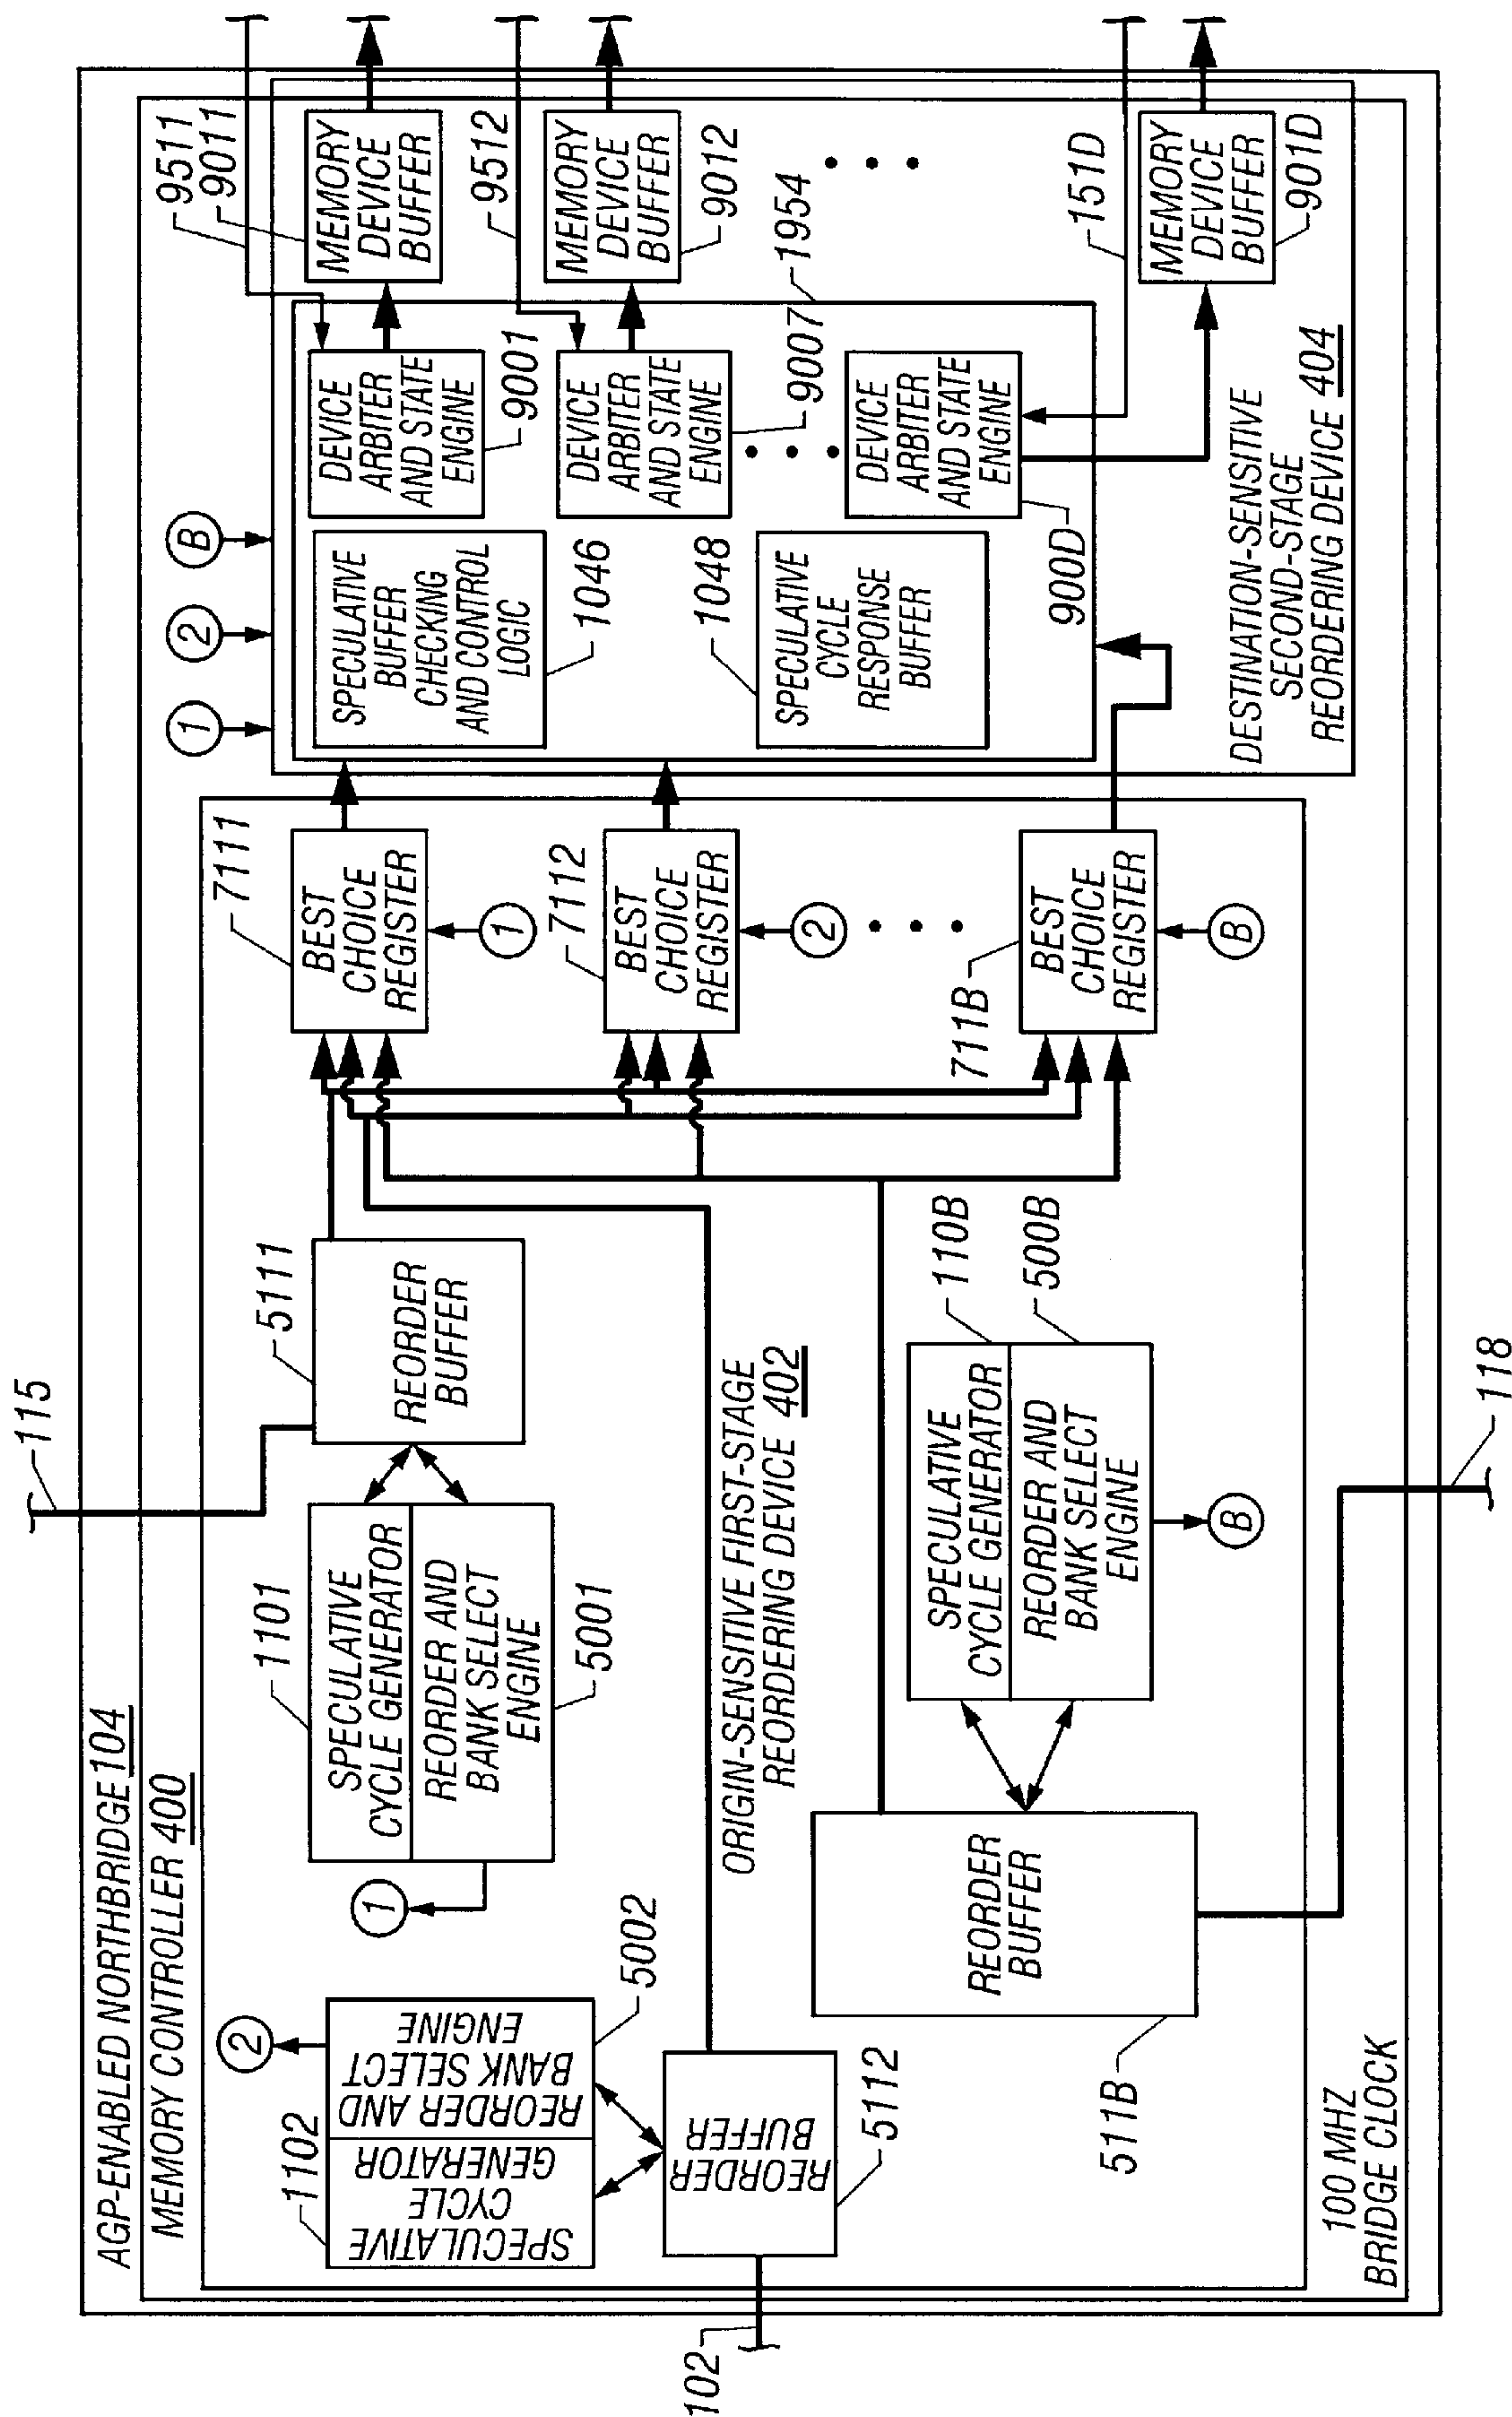 AGP-ENABLED NORTHBRIDGE 104
MEMORY CONTROLLER 400
115
102
118
1102
SPECULATIVE
CYCLE
GENERATOR
REORDER AND
BANK SELECT
ENGINE
5002
2
REORDER
BUFFER
5112
1101
SPECULATIVE
CYCLE GENERATOR
REORDER AND
BANK SELECT
ENGINE
5001
1
5111
REORDER
BUFFER
ORIGIN-SENSITIVE FIRST-STAGE
REORDERING DEVICE 402
REORDER
BUFFER
511B
SPECULATIVE
CYCLE GENERATOR
REORDER AND
BANK SELECT
ENGINE
110B
500B
B
7111
BEST
CHOICE
REGISTER
1
7112
BEST
CHOICE
REGISTER
2
711B
BEST
CHOICE
REGISTER
B
1
2
B
SPECULATIVE
BUFFER
CHECKING
AND CONTROL
LOGIC
1046
1048
SPECULATIVE
CYCLE
RESPONSE
BUFFER
DEVICE
ARBITER
AND STATE
ENGINE
9001
DEVICE
ARBITER
AND STATE
ENGINE
9007
DEVICE
ARBITER
AND STATE
ENGINE
900D
1954
9511
9011
MEMORY
DEVICE
BUFFER
9512
MEMORY
DEVICE
BUFFER
9012
151D
MEMORY
DEVICE
BUFFER
901D
DESTINATION-SENSITIVE
SECOND-STAGE
REORDERING DEVICE 404
100 MHZ
BRIDGE CLOCK